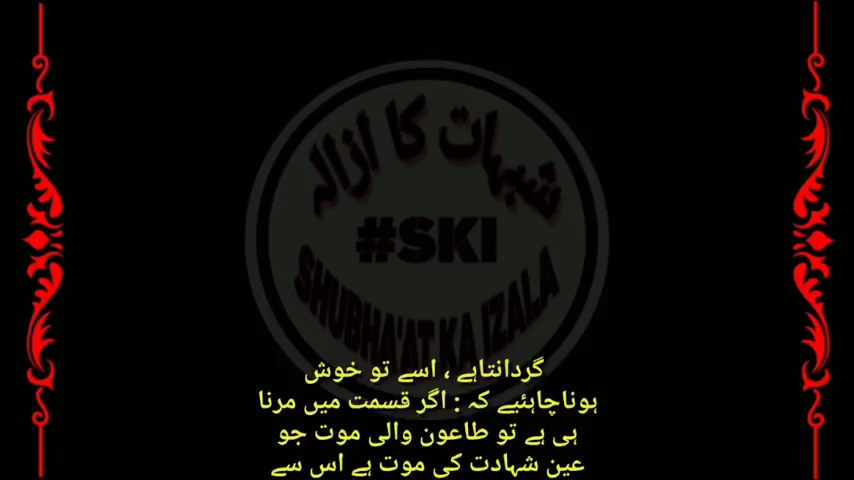 شبہات کا ازالہ
#SKI
SHUBHA'AT KA IZALA
گردانتاہے ، اسے تو خوش
ہوناچاہئیے کہ : اگر قسمت میں مرنا
ہی ہے تو طاعون والی موت جو
عین شہادت کی موت ہے اس سے